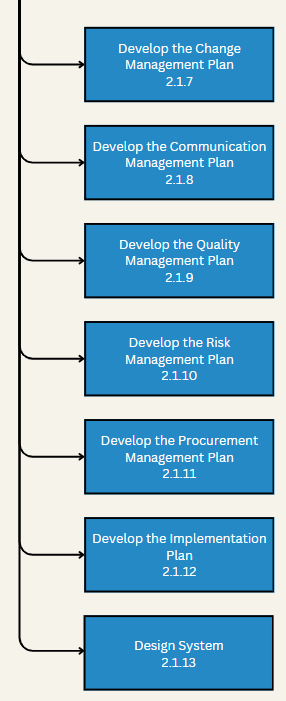 Develop the Change
Management Plan
2.1.7
Develop the Communication
Management Plan
2.1.8
Develop the Quality
Management Plan
2.1.9
Develop the Risk
Management Plan
2.1.10
Develop the Procurement
Management Plan
2.1.11
Develop the Implementation
Plan
2.1.12
Design System
2.1.13